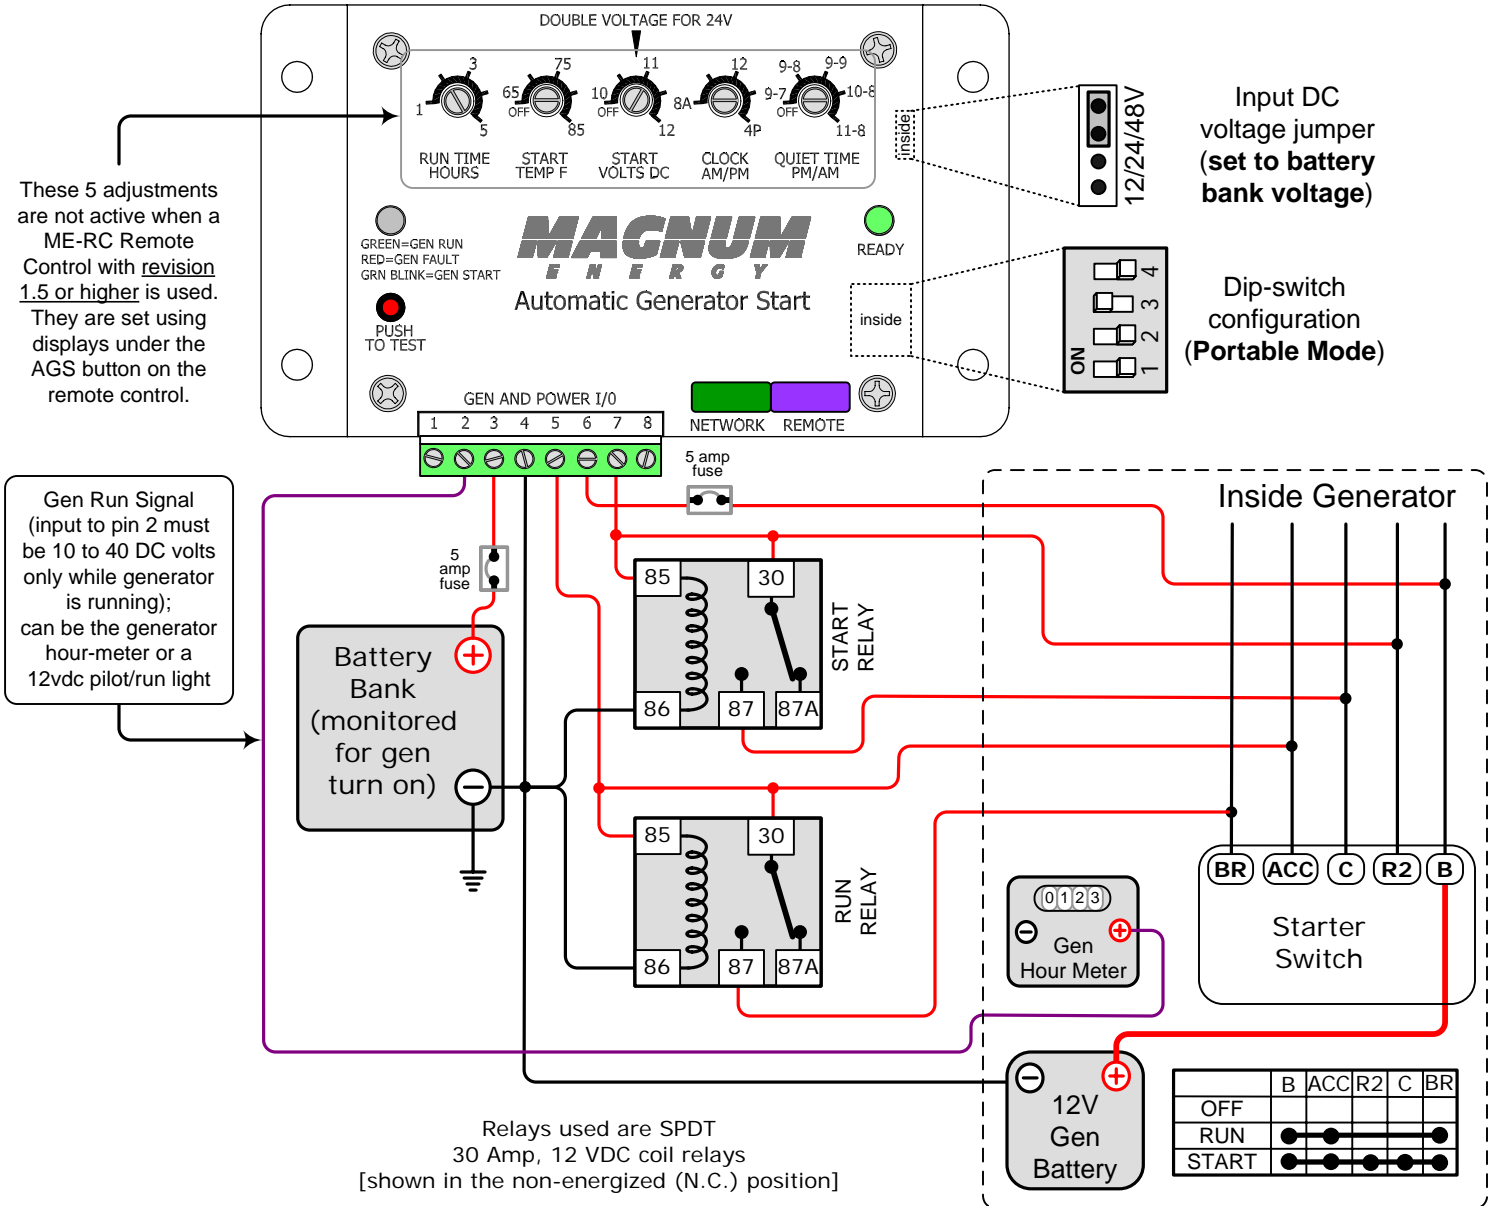 DOUBLE VOLTAGE FOR 24V
1 3 5
65 75 85 OFF
10 11 12 OFF
8A 12 4P
9-7 9-8 9-9 10-8 11-8 OFF
RUN TIME
HOURS
START
TEMP F
START
VOLTS DC
CLOCK
AM/PM
QUIET TIME
PM/AM
GREEN=GEN RUN
RED=GEN FAULT
GRN BLINK=GEN START
MAGNUM
ENERGY
Automatic Generator Start
READY
PUSH
TO TEST
inside
inside
GEN AND POWER I/0
1 2 3 4 5 6 7 8
NETWORK REMOTE
12/24/48V
Input DC
voltage jumper
(set to battery
bank voltage)
ON
1 2 3 4
Dip-switch
configuration
(Portable Mode)
These 5 adjustments
are not active when a
ME-RC Remote
Control with revision
1.5 or higher is used.
They are set using
displays under the
AGS button on the
remote control.
Gen Run Signal
(input to pin 2 must
be 10 to 40 DC volts
only while generator
is running);
can be the generator
hour-meter or a
12vdc pilot/run light
5 amp
fuse
5
amp
fuse
Battery
Bank
(monitored
for gen
turn on)
85 30
86 87 87A
START
RELAY
85 30
86 87 87A
RUN
RELAY
Inside Generator
BR ACC C R2 B
Starter
Switch
0 1 2 3
Gen
Hour Meter
12V
Gen
Battery
B ACC R2 C BR
OFF
RUN
START
Relays used are SPDT
30 Amp, 12 VDC coil relays
[shown in the non-energized (N.C.) position]